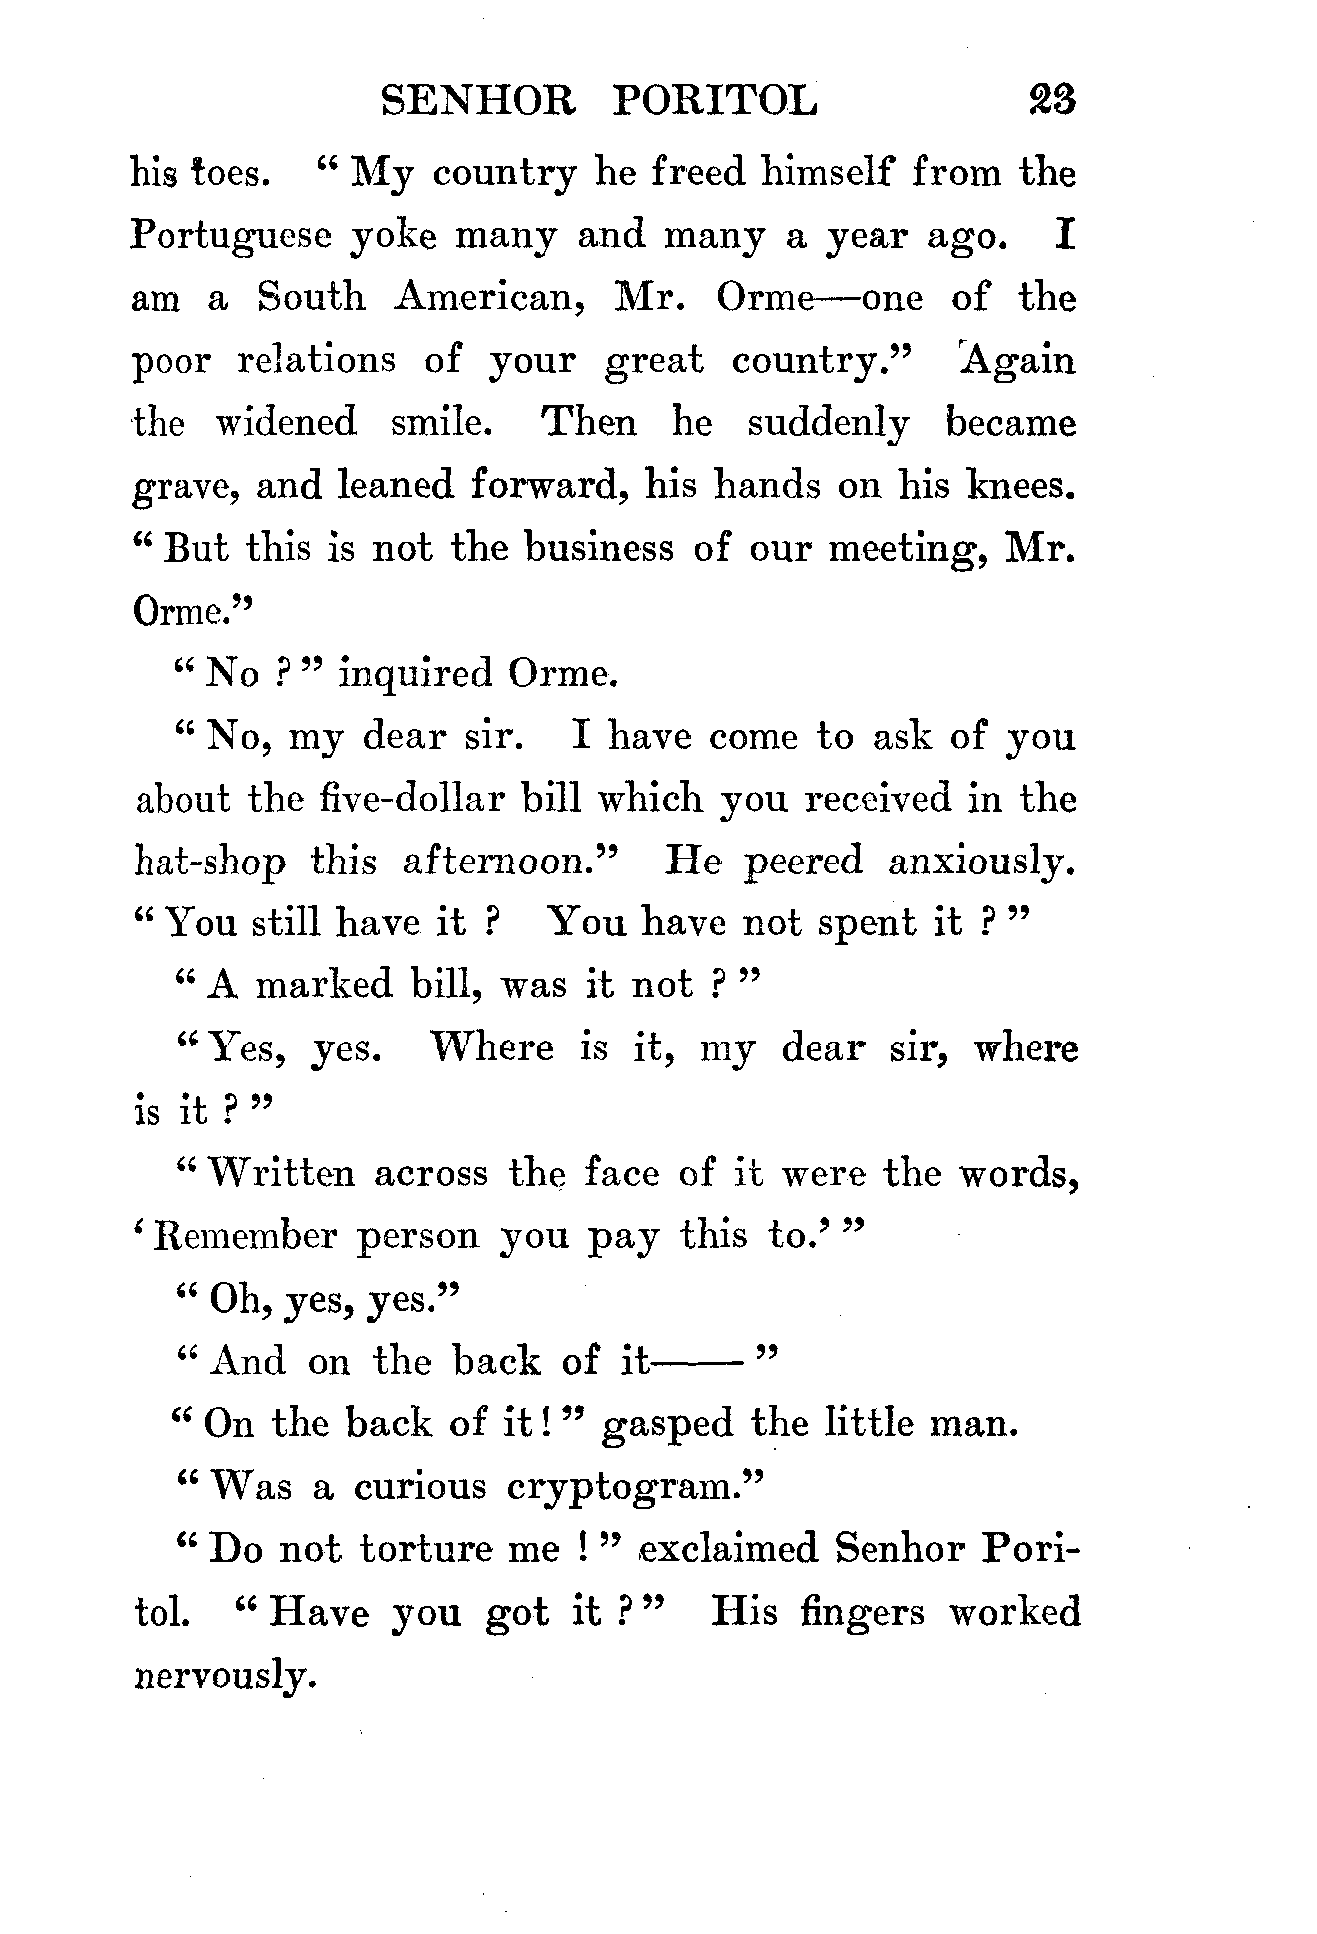 SENHOR PORITOL 23
his toes. “ My country he freed himself from the
Portuguese yoke many and many a year ago. I
am a South American, Mr. Orme—one of the
poor relations of your great country.” Again
the widened smile. Then he suddenly became
grave, and leaned forward, his hands on his knees.
“ But this is not the business of our meeting, Mr.
Orme.”
“ No ? ” inquired Orme.
“ No, my dear sir. I have come to ask of you
about the five-dollar bill which you received in the
hat-shop this afternoon.” He peered anxiously.
“ You still have it ? You have not spent it ? ”
“ A marked bill, was it not ? ”
“ Yes, yes. Where is it, my dear sir, where
is it ? ”
“ Written across the face of it were the words,
‘ Remember person you pay this to.’ ”
“ Oh, yes, yes.”
“ And on the back of it—— ”
“ On the back of it! ” gasped the little man.
“ Was a curious cryptogram.”
“ Do not torture me ! ” exclaimed Senhor Pori-
tol. “ Have you got it ? ” His fingers worked
nervously.